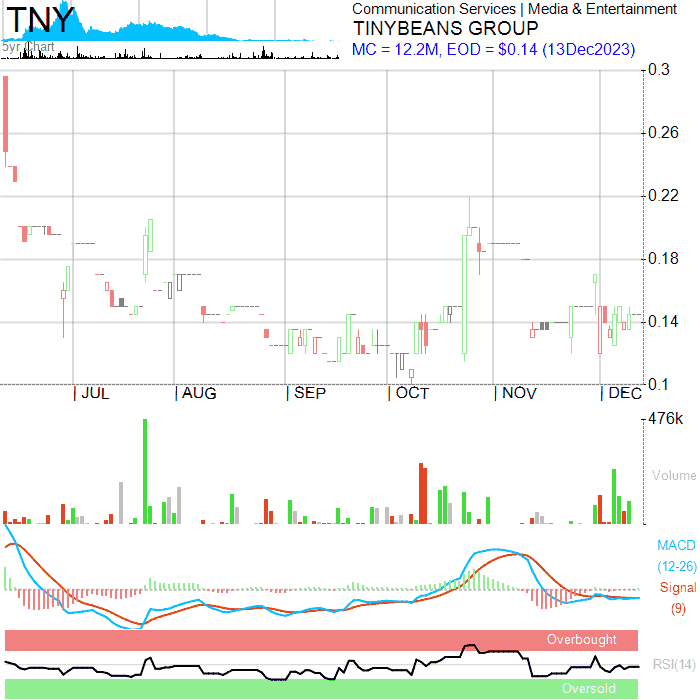 TNY
5yr Chart
Communication Services | Media & Entertainment
TINYBEANS GROUP
MC = 12.2M, EOD = $0.14 (13Dec2023)
0.3
0.26
0.22
0.18
0.14
0.1
| JUL | AUG | SEP | OCT | NOV | DEC
476k
Volume
MACD
(12-26)
Signal
(9)
Overbought
RSI(14)
Oversold